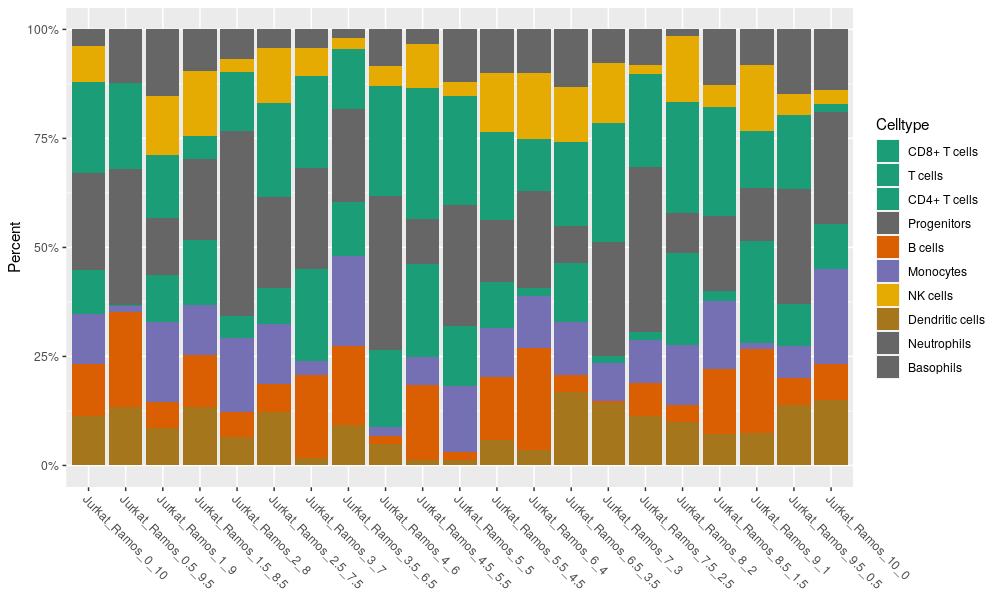 100%
75%
50%
25%
0%
Percent
Jurkat_Ramos_0_10
Jurkat_Ramos_05_9.5
Jurkat_Ramos_1_9
Jurkat_Ramos_1.5_8.5
Jurkat_Ramos_2_8
Jurkat_Ramos_2.5_7.5
Jurkat_Ramos_3_7
Jurkat_Ramos_3.5_6.5
Jurkat_Ramos_4_6
Jurkat_Ramos_4.5_5.5
Jurkat_Ramos_5_5
Jurkat_Ramos_5.5_4.5
Jurkat_Ramos_6_4
Jurkat_Ramos_6.5_3.5
Jurkat_Ramos_7_3
Jurkat_Ramos_7.5_2.5
Jurkat_Ramos_8_2
Jurkat_Ramos_8.5_1.5
Jurkat_Ramos_9_1
Jurkat_Ramos_9.5_0.5
Jurkat_Ramos_10_0
Celltype
CD8+ T cells
T cells
CD4+ T cells
Progenitors
B cells
Monocytes
NK cells
Dendritic cells
Neutrophils
Basophils